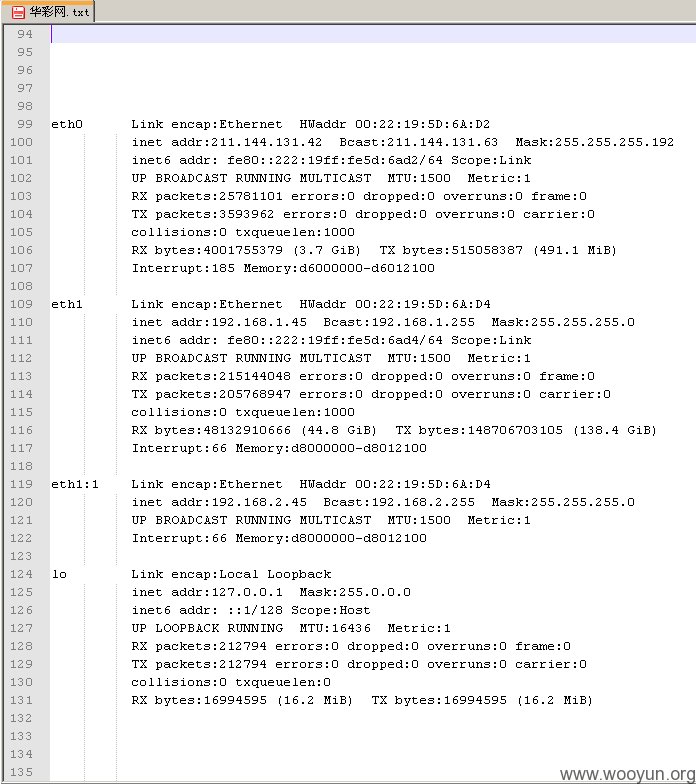 华彩网.txt
94
95
96
97
98
99 eth0 Link encap:Ethernet HWaddr 00:22:19:5D:6A:D2
100 inet addr:211.144.131.42 Bcast:211.144.131.63 Mask:255.255.255.192
101 inet6 addr: fe80::222:19ff:fe5d:6ad2/64 Scope:Link
102 UP BROADCAST RUNNING MULTICAST MTU:1500 Metric:1
103 RX packets:25781101 errors:0 dropped:0 overruns:0 frame:0
104 TX packets:3593962 errors:0 dropped:0 overruns:0 carrier:0
105 collisions:0 txqueuelen:1000
106 RX bytes:4001755379 (3.7 GiB) TX bytes:515058387 (491.1 MiB)
107 Interrupt:185 Memory:d6000000-d6012100
108
109 eth1 Link encap:Ethernet HWaddr 00:22:19:5D:6A:D4
110 inet addr:192.168.1.45 Bcast:192.168.1.255 Mask:255.255.255.0
111 inet6 addr: fe80::222:19ff:fe5d:6ad4/64 Scope:Link
112 UP BROADCAST RUNNING MULTICAST MTU:1500 Metric:1
113 RX packets:215144048 errors:0 dropped:0 overruns:0 frame:0
114 TX packets:205768947 errors:0 dropped:0 overruns:0 carrier:0
115 collisions:0 txqueuelen:1000
116 RX bytes:48132910666 (44.8 GiB) TX bytes:148706703105 (138.4 GiB)
117 Interrupt:66 Memory:d8000000-d8012100
118
119 eth1:1 Link encap:Ethernet HWaddr 00:22:19:5D:6A:D4
120 inet addr:192.168.2.45 Bcast:192.168.2.255 Mask:255.255.255.0
121 UP BROADCAST RUNNING MULTICAST MTU:1500 Metric:1
122 Interrupt:66 Memory:d8000000-d8012100
123
124 lo Link encap:Local Loopback
125 inet addr:127.0.0.1 Mask:255.0.0.0
126 inet6 addr: ::1/128 Scope:Host
127 UP LOOPBACK RUNNING MTU:16436 Metric:1
128 RX packets:212794 errors:0 dropped:0 overruns:0 frame:0
129 TX packets:212794 errors:0 dropped:0 overruns:0 carrier:0
130 collisions:0 txqueuelen:0
131 RX bytes:16994595 (16.2 MiB) TX bytes:16994595 (16.2 MiB)
132
133
134
135
www.wooyun.org